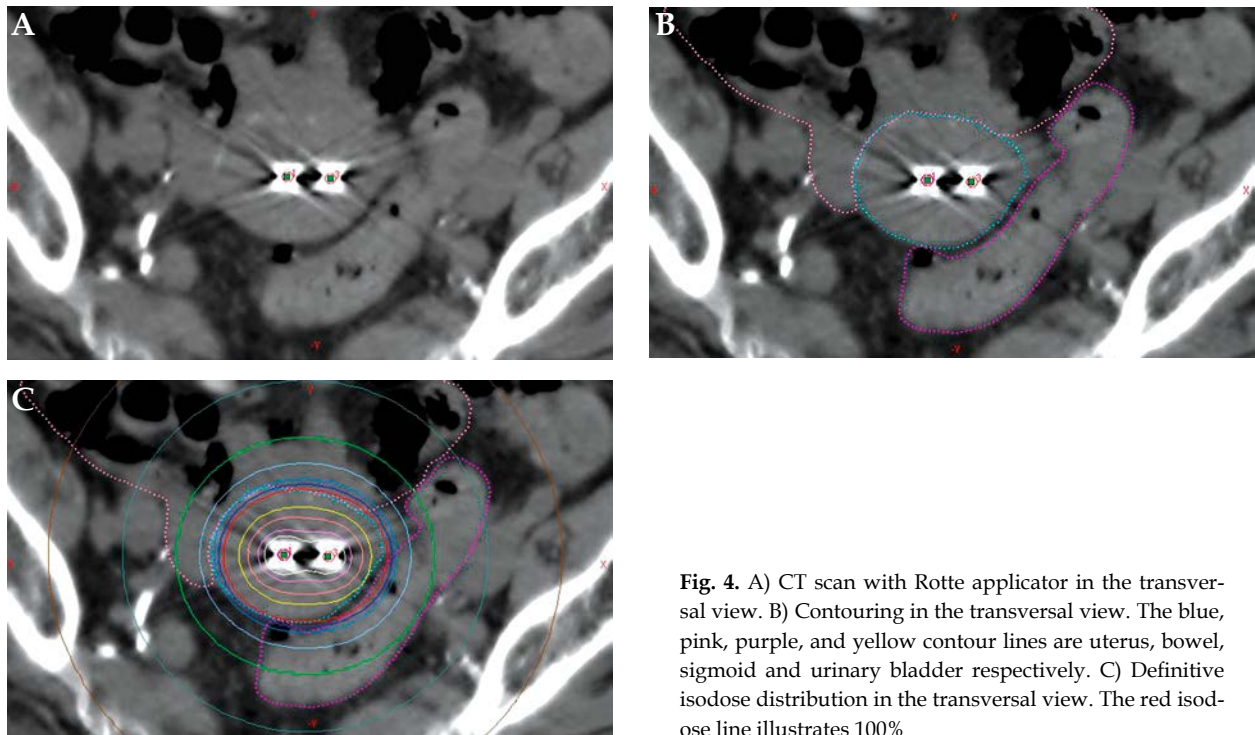 A
B
C
Y
Y
Y
X
X
X
X
X
X
-Y
-Y
-Y
Fig. 4. A) CT scan with Rotte applicator in the transver-
sal view. B) Contouring in the transversal view. The blue,
pink, purple, and yellow contour lines are uterus, bowel,
sigmoid and urinary bladder respectively. C) Definitive
isodose distribution in the transversal view. The red isod-
ose line illustrates 100%